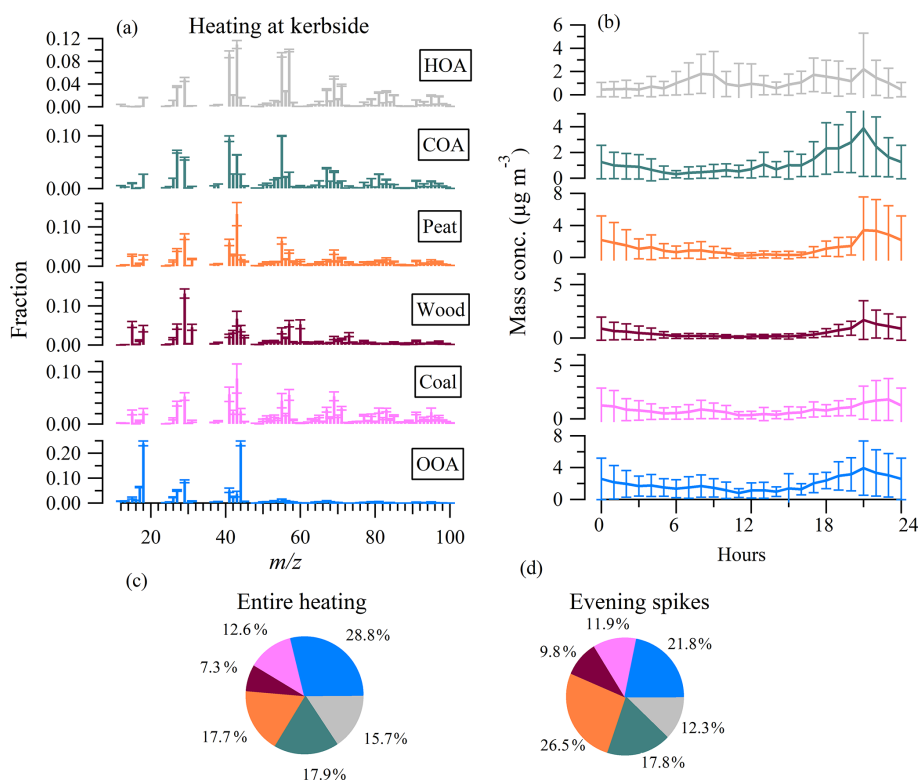 (a)
Heating at kerbside
0.12
0.08
0.04
0.00
HOA
0.10
0.00
COA
0.10
0.00
Peat
0.10
0.00
Wood
0.10
0.00
Coal
0.20
0.10
0.00
OOA
Fraction
20 40 60 80 100
m/z
(b)
6
4
2
0
4
2
0
8
4
0
5
0
5
0
8
4
0
Mass conc. (µg m⁻³)
0 6 12 18 24
Hours
(c)
Entire heating
12.6%
28.8%
7.3%
17.7%
15.7%
17.9%
(d)
Evening spikes
11.9%
21.8%
9.8%
26.5%
12.3%
17.8%